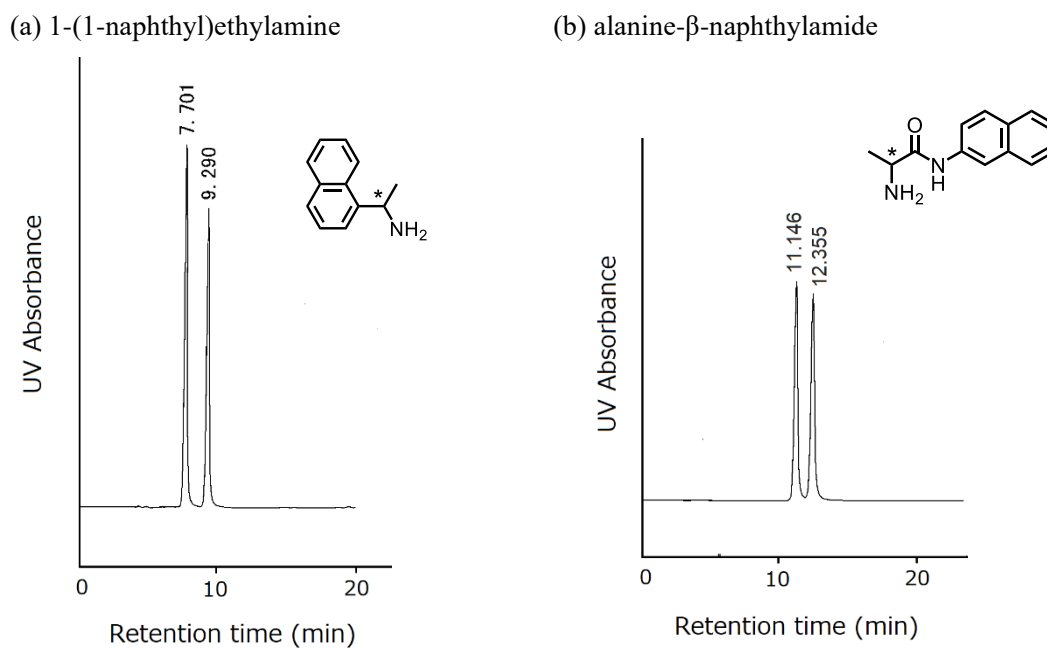 (a) 1-(1-naphthyl)ethylamine
7. 701
9. 290
*
NH2
UV Absorbance
0
10
20
Retention time (min)
(b) alanine-β-naphthylamide
O
*
N
H
NH2
11.146
12.355
UV Absorbance
0
10
20
Retention time (min)